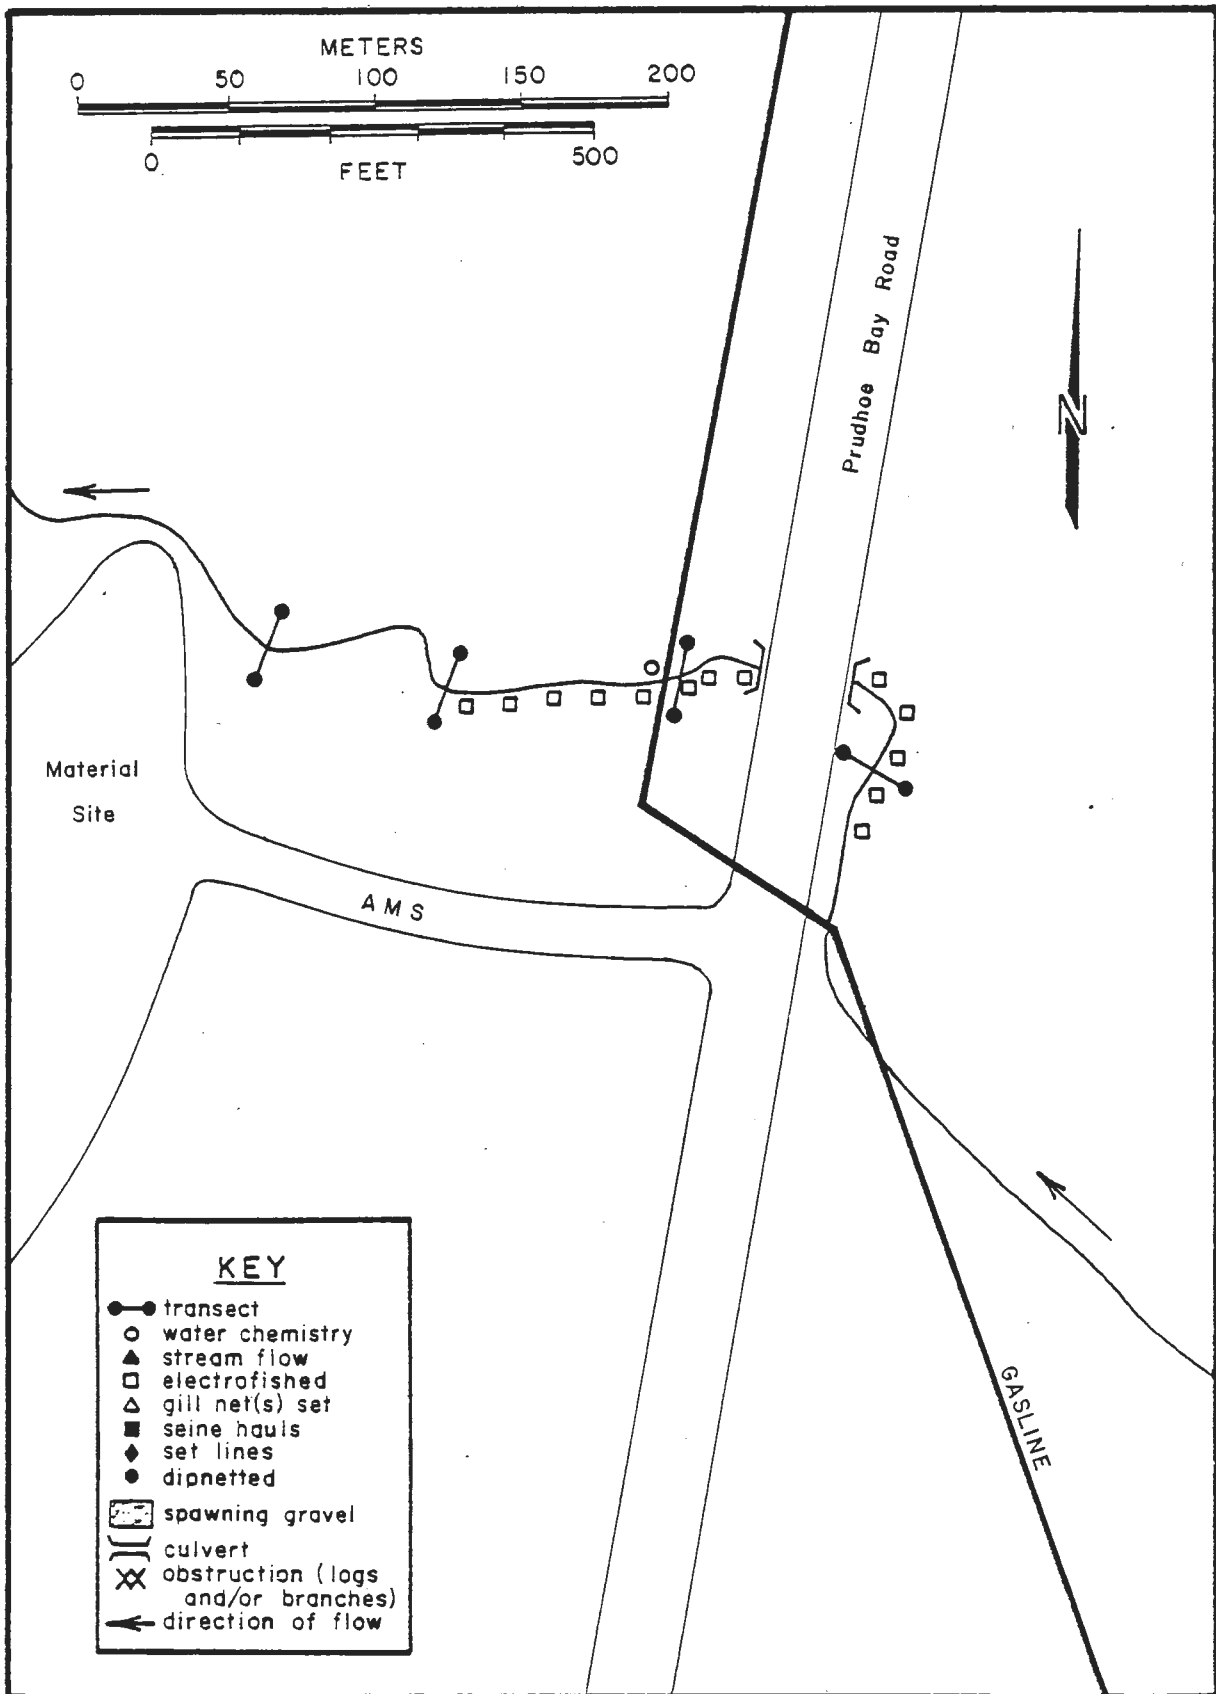 METERS
0 50 100 150 200
0 500
FEET
Prudhoe Bay Road
N
Material
Site
AMS
GASLINE
KEY
transect
water chemistry
stream flow
electrofished
gill net(s) set
seine hauls
set lines
dipnetted
spawning gravel
culvert
obstruction (logs
and/or branches)
direction of flow